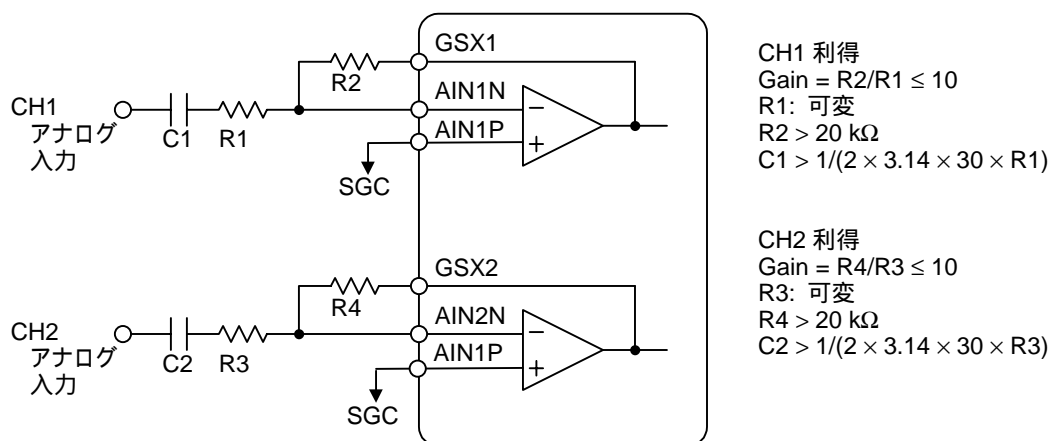 GSX1
R2
AIN1N
CH1
アナログ
入力
C1
R1
AIN1P
−
+
SGC
CH1 利得
Gain = R2/R1 ≤ 10
R1: 可変
R2 > 20 kΩ
C1 > 1/(2 × 3.14 × 30 × R1)
GSX2
R4
AIN2N
CH2
アナログ
入力
C2
R3
AIN1P
−
+
SGC
CH2 利得
Gain = R4/R3 ≤ 10
R3: 可変
R4 > 20 kΩ
C2 > 1/(2 × 3.14 × 30 × R3)